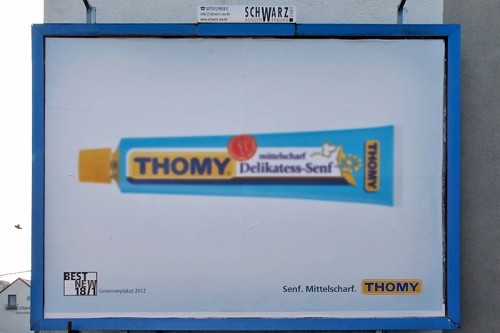 SCHWARZ
THOMY
mittelscharf
Delikatess-Senf
THOMY
BEST
NEW
18/1 Gewinnerplakat 2012
Senf. Mittelscharf. THOMY